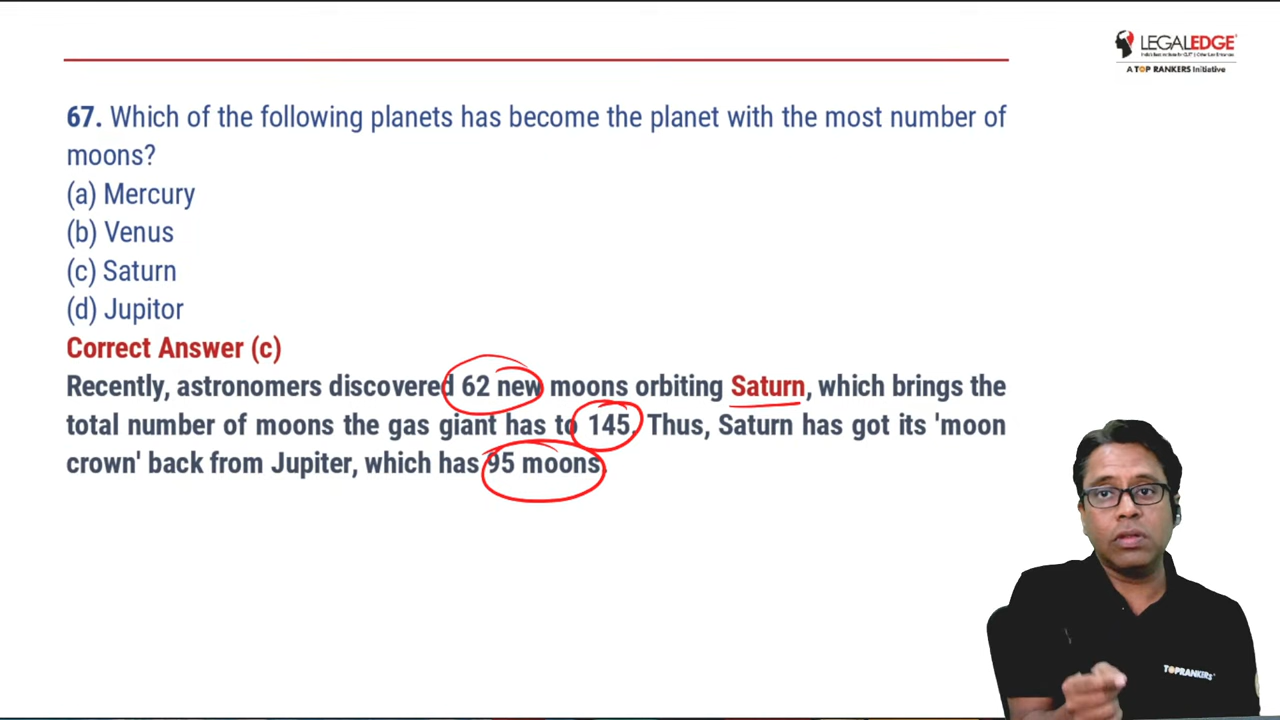 LEGALEDGE
A TOP RANKERS Initiative
67. Which of the following planets has become the planet with the most number of
moons?
(a) Mercury
(b) Venus
(c) Saturn
(d) Jupitor
Correct Answer (c)
Recently, astronomers discovered 62 new moons orbiting Saturn, which brings the
total number of moons the gas giant has to 145. Thus, Saturn has got its 'moon
crown' back from Jupiter, which has 95 moons.
TOPRANKERS